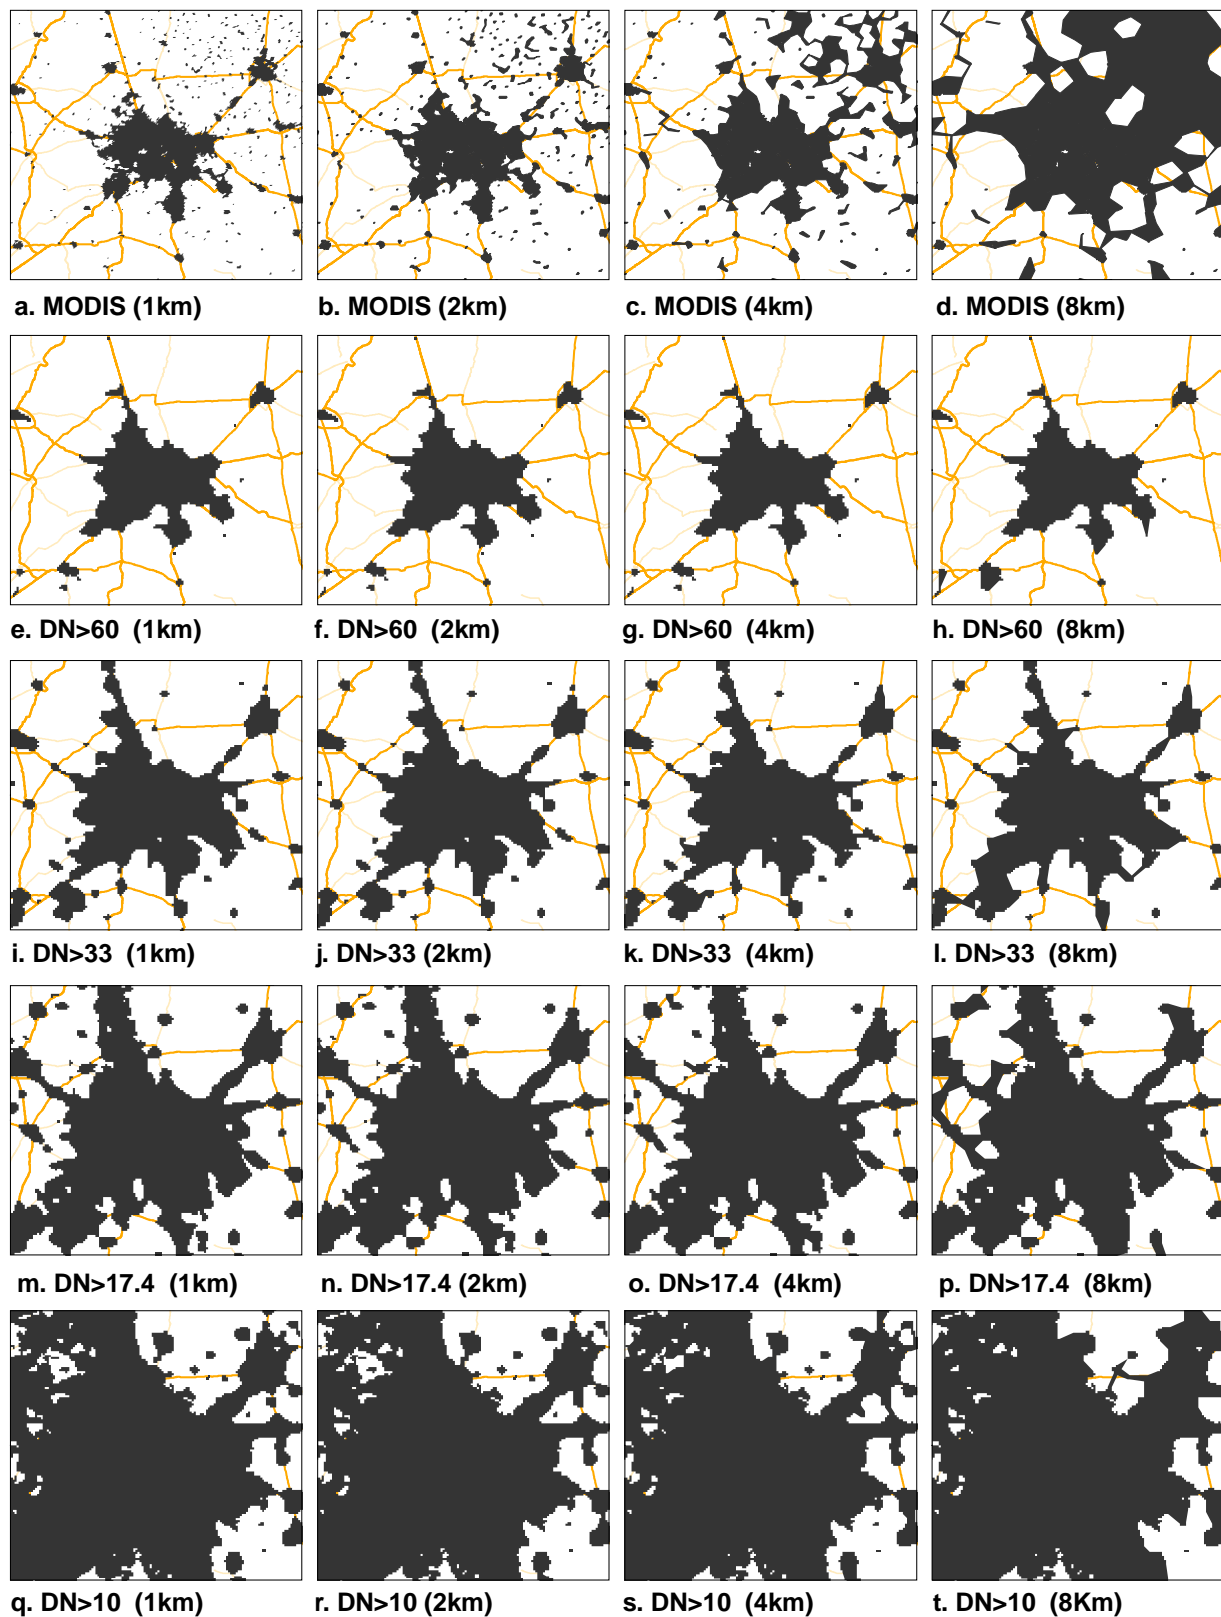 a. MODIS (1km)
b. MODIS (2km)
c. MODIS (4km)
d. MODIS (8km)
e. DN>60 (1km)
f. DN>60 (2km)
g. DN>60 (4km)
h. DN>60 (8km)
i. DN>33 (1km)
j. DN>33 (2km)
k. DN>33 (4km)
l. DN>33 (8km)
m. DN>17.4 (1km)
n. DN>17.4 (2km)
o. DN>17.4 (4km)
p. DN>17.4 (8km)
q. DN>10 (1km)
r. DN>10 (2km)
s. DN>10 (4km)
t. DN>10 (8Km)